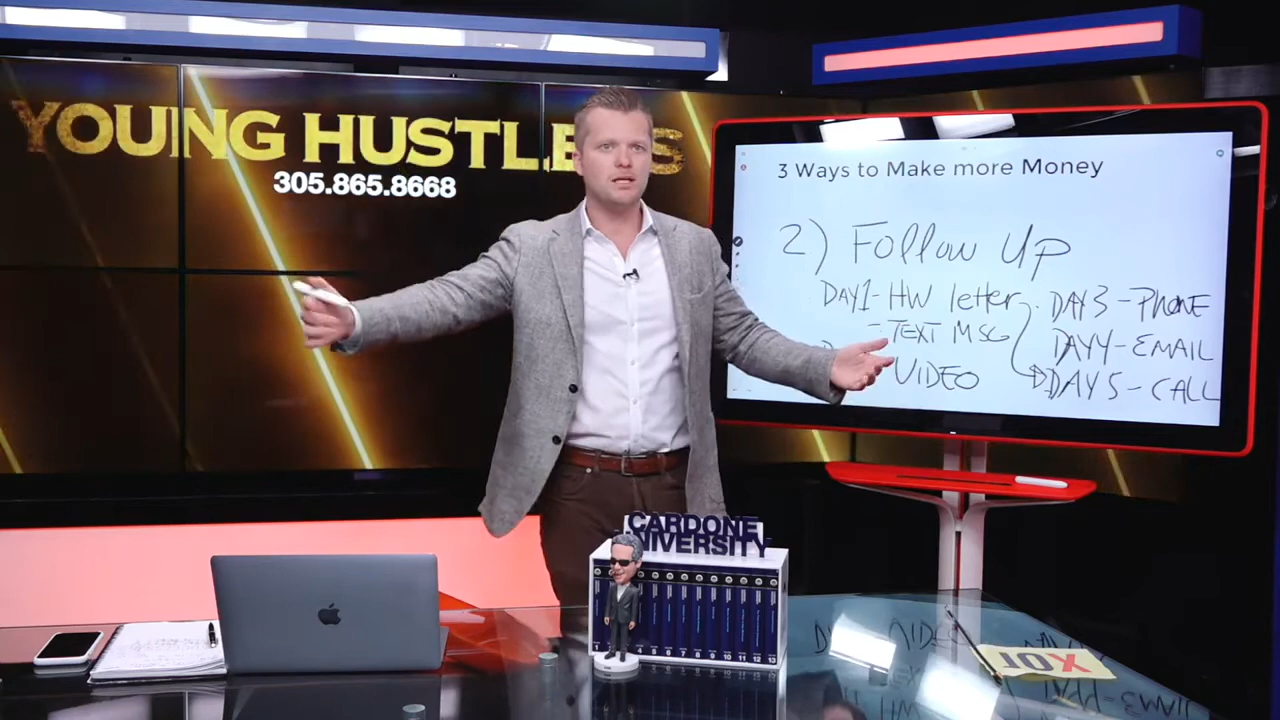 YOUNG HUSTLERS
305.865.8668
3 Ways to Make more Money
2) Follow Up
DAY1-HW letter
- TEXT MSG
VIDEO
DAY3-PHONE
DAY4-EMAIL
DAY5-CALL
CARDONE
UNIVERSITY
10X